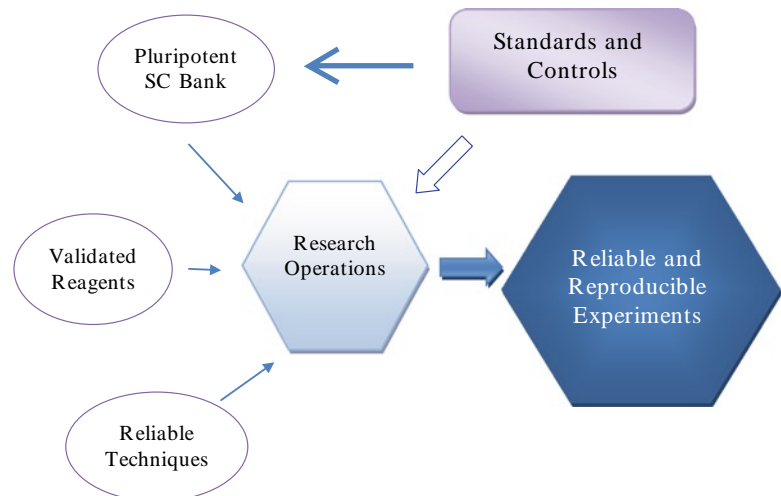 Pluripotent
SC Bank
Standards and
Controls
Validated
Reagents
Research
Operations
Reliable and
Reproducible
Experiments
Reliable
Techniques